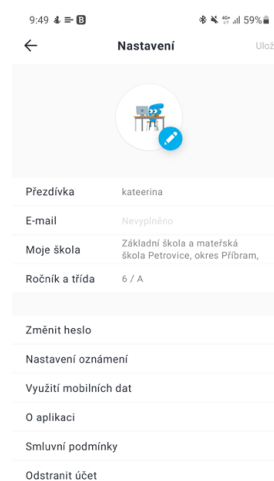 9:49 59%
Nastavení Ulož
Přezdívka kateerina
E-mail Nevyplněno
Moje škola Základní škola a mateřská
škola Petrovice, okres Příbram,
Ročník a třída 6 / A
Změnit heslo
Nastavení oznámení
Využití mobilních dat
O aplikaci
Smluvní podmínky
Odstranit účet